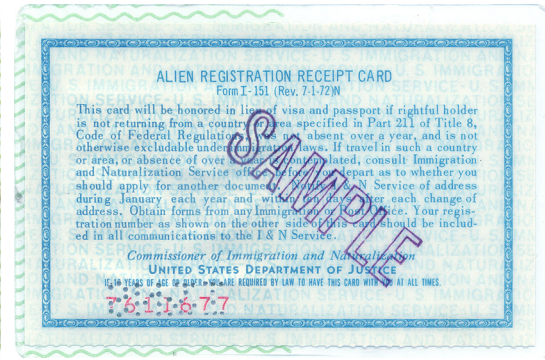 ALIEN REGISTRATION RECEIPT CARD
Form I-151 (Rev. 7-1-72)N
This card will be honored in lieu of visa and passport if rightful holder
is not returning from a country or area specified in Part 211 of Title 8,
Code of Federal Regulations, absent over a year, and is not
otherwise excludable under immigration laws. If travel in such a country
or area, or absence of over a year is contemplated, consult Immigration
and Naturalization Service office before you depart as to whether you
should apply for another document. Notify I & N Service of address
during January each year and within days after each change of
address. Obtain forms from any Immigration or Post Office. Your regis-
tration number as shown on the other side of this card should be includ-
ed in all communications to the I & N Service.
Commissioner of Immigration and Naturalization
UNITED STATES DEPARTMENT OF JUSTICE
IF 18 YEARS OF AGE OR OLDER, YOU ARE REQUIRED BY LAW TO HAVE THIS CARD WITH YOU AT ALL TIMES.
7611677
SAMPLE